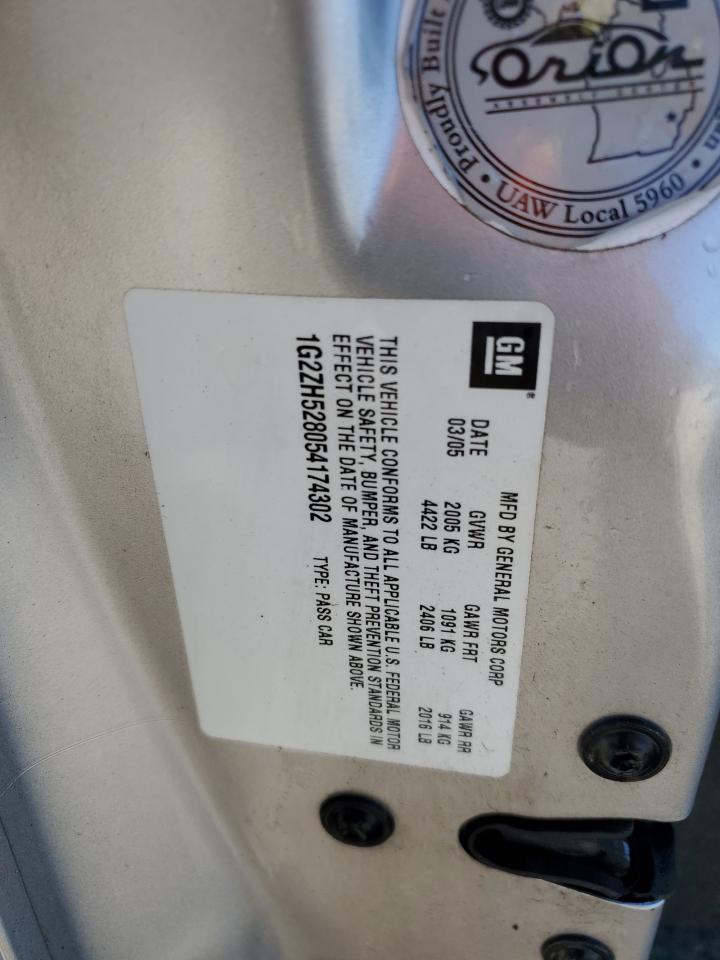 Proudly Built
Orion
ASSEMBLY CENTER
• UAW Local 5960 •
GM
MFD BY GENERAL MOTORS CORP
DATE GVWR GAWR FRT GAWR RR
03/05 2005 KG 1091 KG 914 KG
4422 LB 2406 LB 2016 LB
THIS VEHICLE CONFORMS TO ALL APPLICABLE U.S. FEDERAL MOTOR
VEHICLE SAFETY, BUMPER, AND THEFT PREVENTION STANDARDS IN
EFFECT ON THE DATE OF MANUFACTURE SHOWN ABOVE.
1G2ZH528054174302 TYPE: PASS CAR